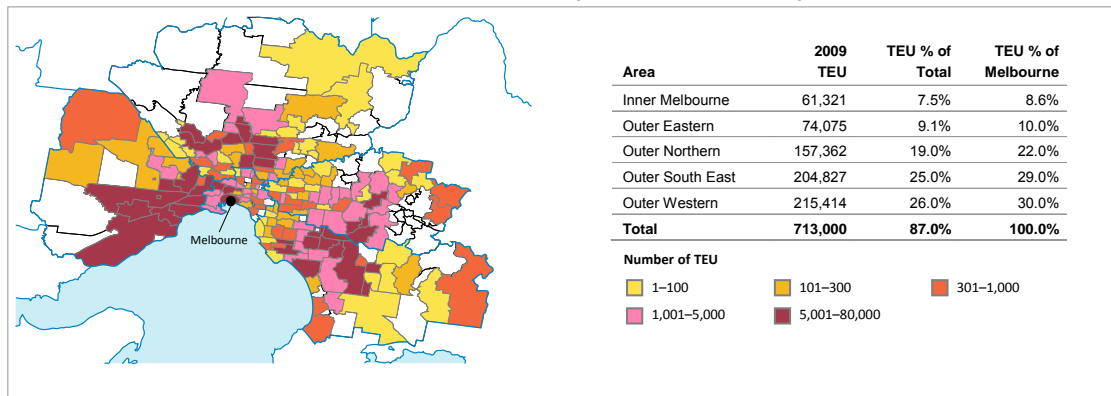 Melbourne
2009 TEU % of TEU % of
Area TEU Total Melbourne
Inner Melbourne 61,321 7.5% 8.6%
Outer Eastern 74,075 9.1% 10.0%
Outer Northern 157,362 19.0% 22.0%
Outer South East 204,827 25.0% 29.0%
Outer Western 215,414 26.0% 30.0%
Total 713,000 87.0% 100.0%
Number of TEU
1–100 101–300 301–1,000
1,001–5,000 5,001–80,000